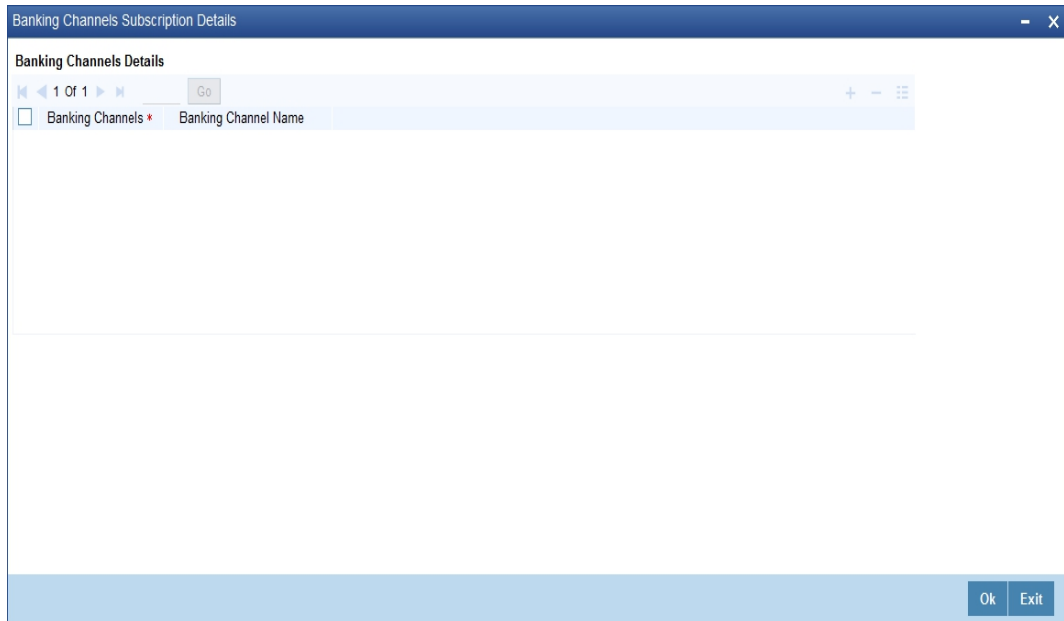 Banking Channels Subscription Details
Banking Channels Details
1 Of 1 Go
Banking Channels * Banking Channel Name
Ok Exit